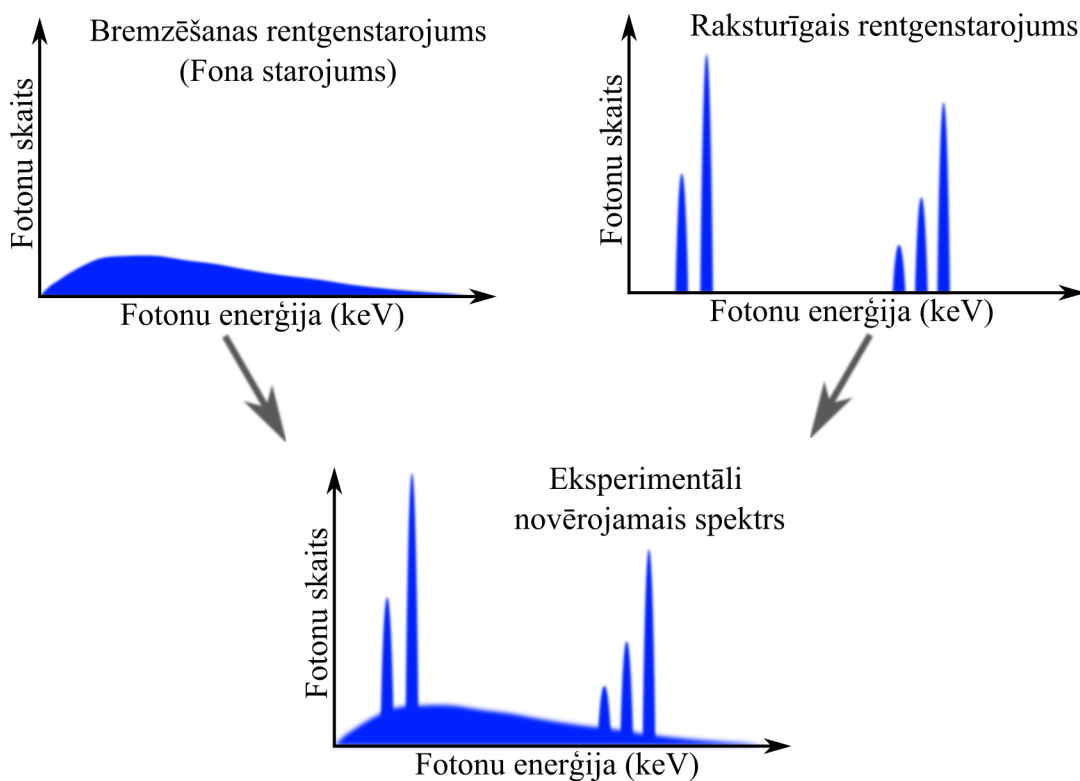 Bremzēšanas rentgenstarojums
(Fona starojums)
Fotonu skaits
Fotonu enerģija (keV)
Raksturīgais rentgenstarojums
Fotonu skaits
Fotonu enerģija (keV)
Eksperimentāli
novērojamais spektrs
Fotonu skaits
Fotonu enerģija (keV)